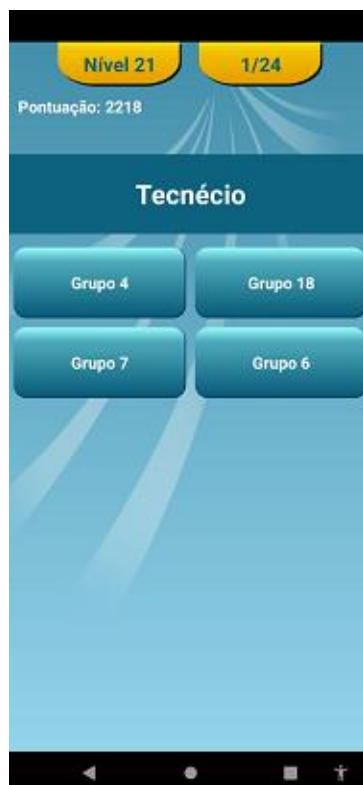 Nível 21
1/24
Pontuação: 2218
Tecnécio
Grupo 4
Grupo 18
Grupo 7
Grupo 6